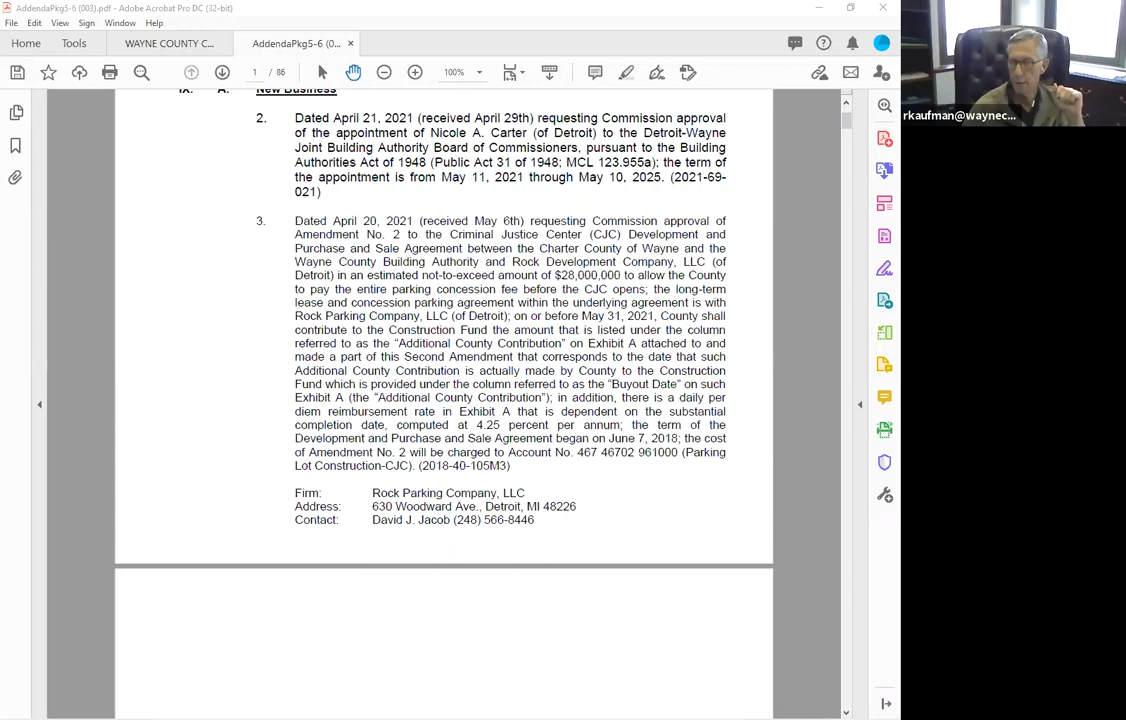 AddendaPkg5-6 (003).pdf - Adobe Acrobat Pro DC (32-bit)
File Edit View Sign Window Help
Home Tools WAYNE COUNTY C... AddendaPkg5-6 (0... ×
1 / 86 100%
IX. A. New Business
2. Dated April 21, 2021 (received April 29th) requesting Commission approval
of the appointment of Nicole A. Carter (of Detroit) to the Detroit-Wayne
Joint Building Authority Board of Commissioners, pursuant to the Building
Authorities Act of 1948 (Public Act 31 of 1948; MCL 123.955a); the term of
the appointment is from May 11, 2021 through May 10, 2025. (2021-69-
021)
3. Dated April 20, 2021 (received May 6th) requesting Commission approval of
Amendment No. 2 to the Criminal Justice Center (CJC) Development and
Purchase and Sale Agreement between the Charter County of Wayne and the
Wayne County Building Authority and Rock Development Company, LLC (of
Detroit) in an estimated not-to-exceed amount of $28,000,000 to allow the County
to pay the entire parking concession fee before the CJC opens; the long-term
lease and concession parking agreement within the underlying agreement is with
Rock Parking Company, LLC (of Detroit); on or before May 31, 2021, County shall
contribute to the Construction Fund the amount that is listed under the column
referred to as the “Additional County Contribution” on Exhibit A attached to and
made a part of this Second Amendment that corresponds to the date that such
Additional County Contribution is actually made by County to the Construction
Fund which is provided under the column referred to as the “Buyout Date” on such
Exhibit A (the “Additional County Contribution”); in addition, there is a daily per
diem reimbursement rate in Exhibit A that is dependent on the substantial
completion date, computed at 4.25 percent per annum; the term of the
Development and Purchase and Sale Agreement began on June 7, 2018; the cost
of Amendment No. 2 will be charged to Account No. 467 46702 961000 (Parking
Lot Construction-CJC). (2018-40-105M3)
Firm: Rock Parking Company, LLC
Address: 630 Woodward Ave., Detroit, MI 48226
Contact: David J. Jacob (248) 566-8446
rkaufman@waynec...